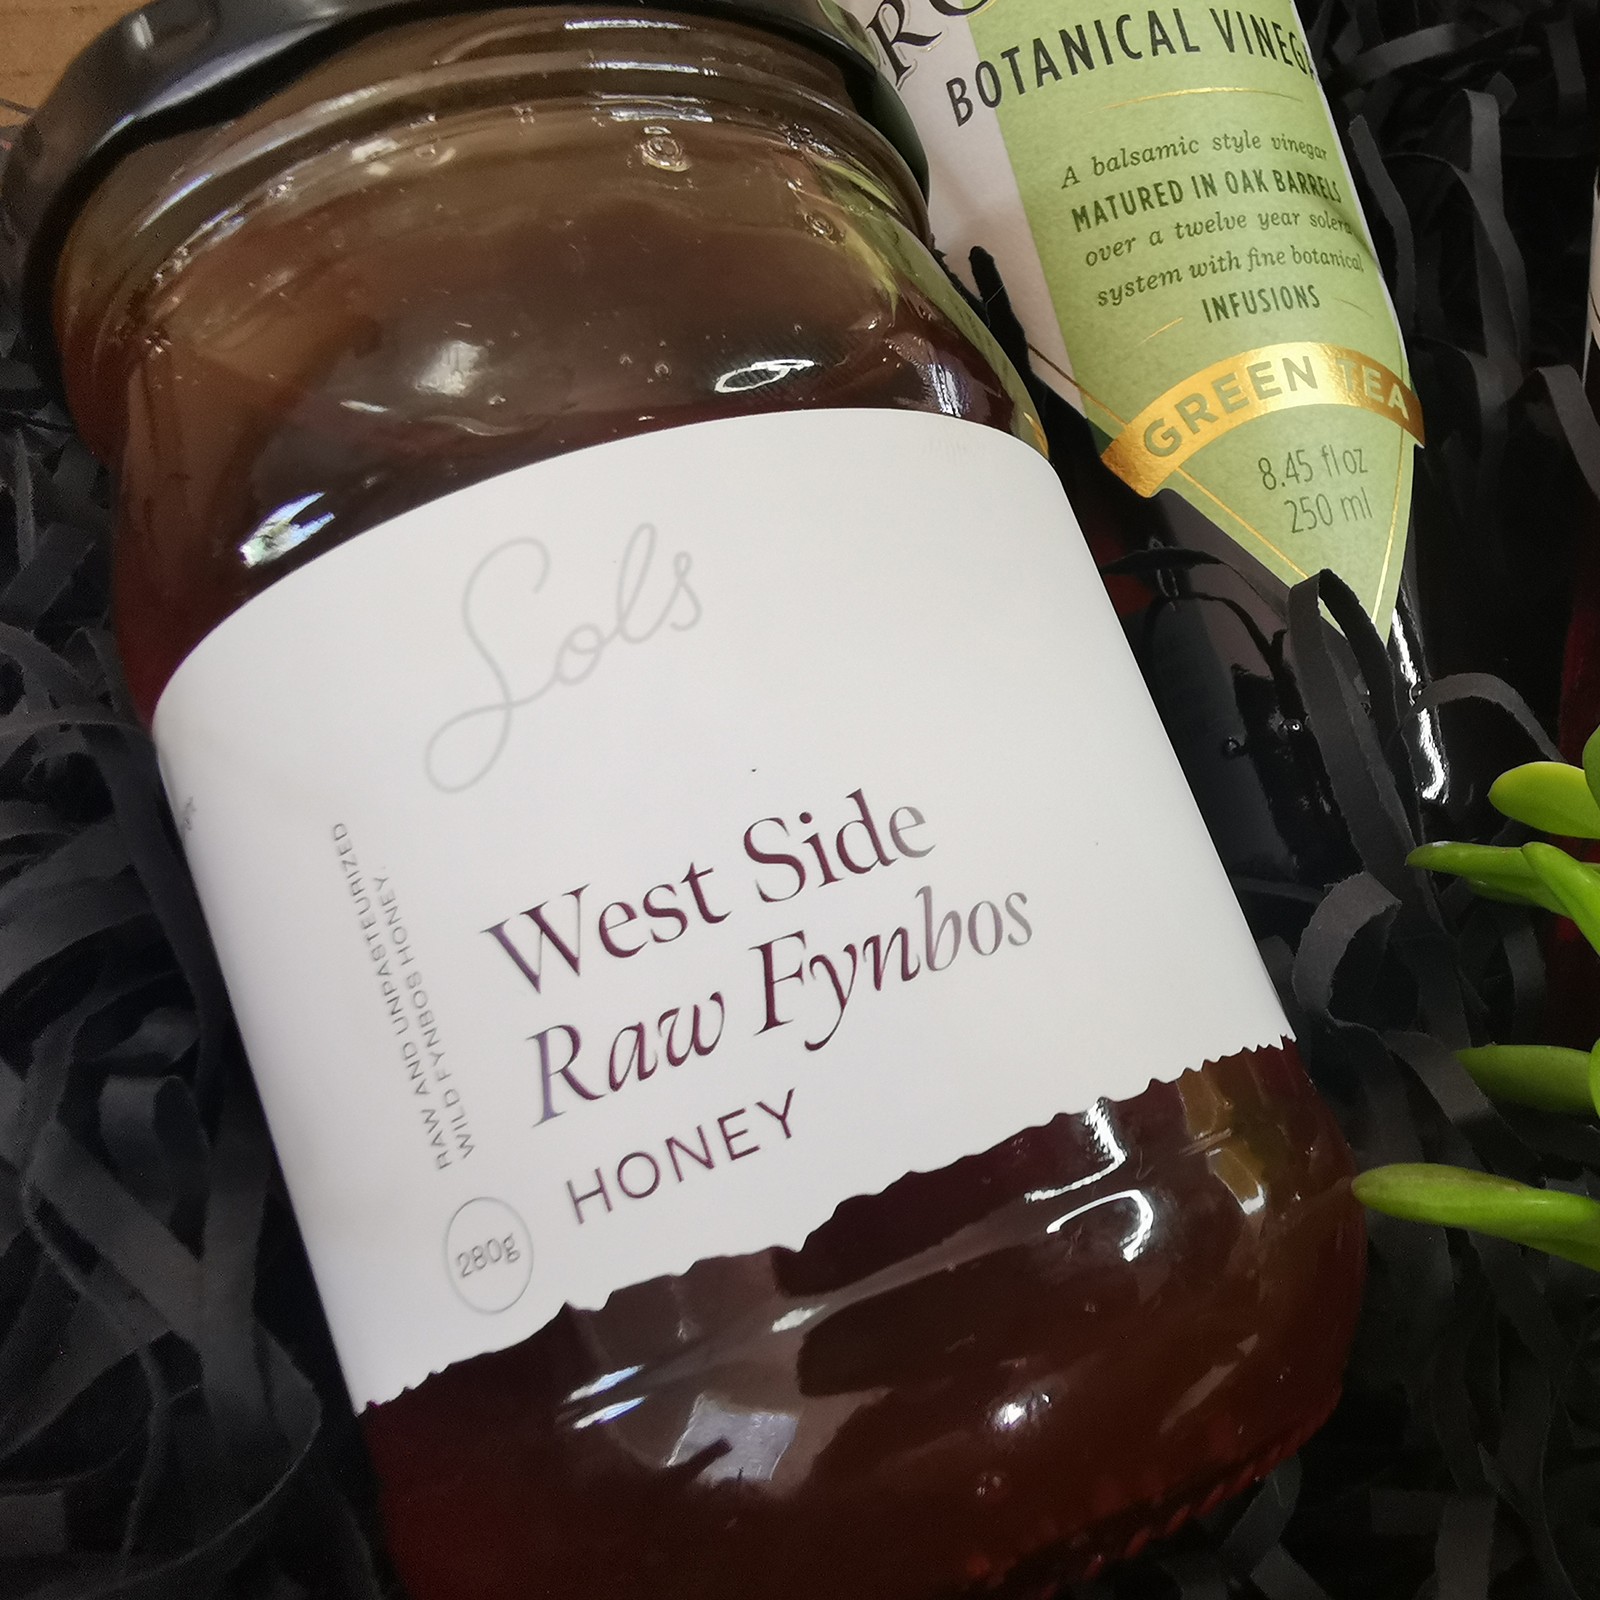 Sols
West Side
Raw Fynbos
HONEY
RAW AND UNPASTEURIZED
WILD FYNBOS HONEY.
280g
BOTANICAL VINEGA
A balsamic style vinegar
MATURED IN OAK BARRELS
over a twelve year solera
system with fine botanical
INFUSIONS
GREEN TEA
8.45 fl oz
250 ml